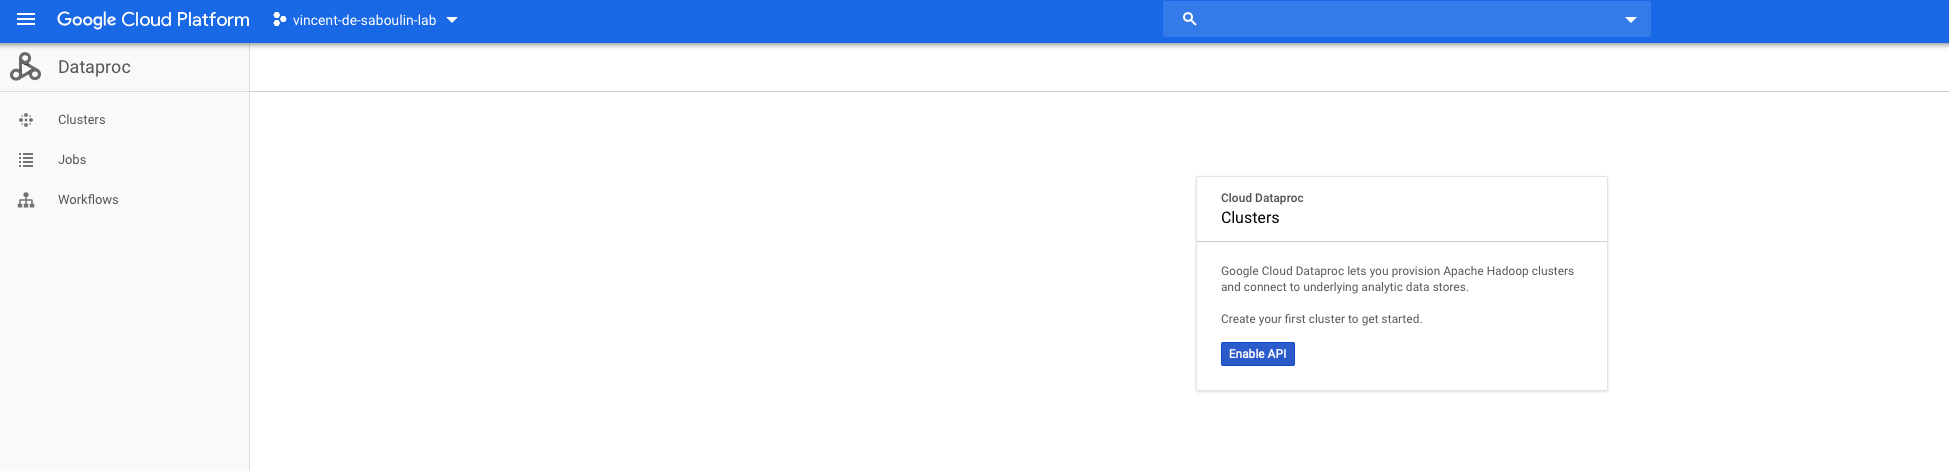 Google Cloud Platform
vincent-de-saboulin-lab
Dataproc
Clusters
Jobs
Workflows
Cloud Dataproc
Clusters
Google Cloud Dataproc lets you provision Apache Hadoop clusters
and connect to underlying analytic data stores.
Create your first cluster to get started.
Enable API